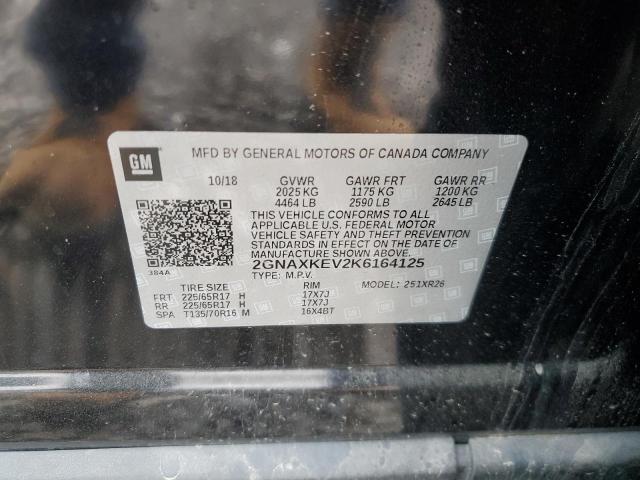 GM
MFD BY GENERAL MOTORS OF CANADA COMPANY
10/18 GVWR GAWR FRT GAWR RR
2025 KG 1175 KG 1200 KG
4464 LB 2590 LB 2645 LB
THIS VEHICLE CONFORMS TO ALL
APPLICABLE U.S. FEDERAL MOTOR
VEHICLE SAFETY AND THEFT PREVENTION
STANDARDS IN EFFECT ON THE DATE OF
MANUFACTURE SHOWN ABOVE.
384A 2GNAXKEV2K6164125
TYPE: M.P.V. MODEL: 251XR26
TIRE SIZE RIM
FRT 225/65R17 H 17X7J
RR 225/65R17 H 17X7J
SPA T135/70R16 M 16X4BT